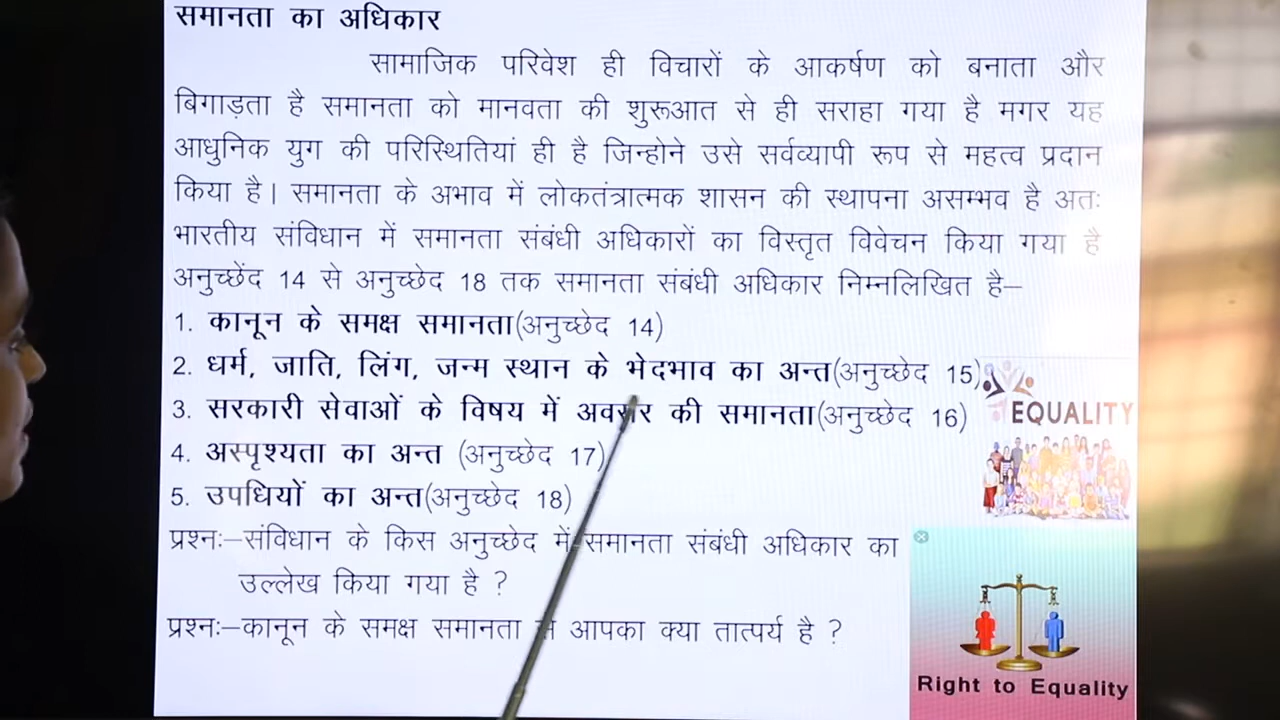 समानता का अधिकार
सामाजिक परिवेश ही विचारों के आकर्षण को बनाता और
बिगाड़ता है समानता को मानवता की शुरूआत से ही सराहा गया है मगर यह
आधुनिक युग की परिस्थितियां ही है जिन्होने उसे सर्वव्यापी रूप से महत्व प्रदान
किया है। समानता के अभाव में लोकतंत्रात्मक शासन की स्थापना असम्भव है अतः
भारतीय संविधान में समानता संबंधी अधिकारों का विस्तृत विवेचन किया गया है
अनुच्छेंद 14 से अनुच्छेद 18 तक समानता संबंधी अधिकार निम्नलिखित है–
1. कानून के समक्ष समानता(अनुच्छेद 14)
2. धर्म, जाति, लिंग, जन्म स्थान के भेदभाव का अन्त(अनुच्छेद 15)
3. सरकारी सेवाओं के विषय में अवसर की समानता(अनुच्छेद 16)
EQUALITY
4. अस्पृश्यता का अन्त (अनुच्छेद 17)
5. उपधियों का अन्त(अनुच्छेद 18)
प्रश्नः–संविधान के किस अनुच्छेद में समानता संबंधी अधिकार का
उल्लेख किया गया है ?
प्रश्नः–कानून के समक्ष समानता से आपका क्या तात्पर्य है ?
Right to Equality